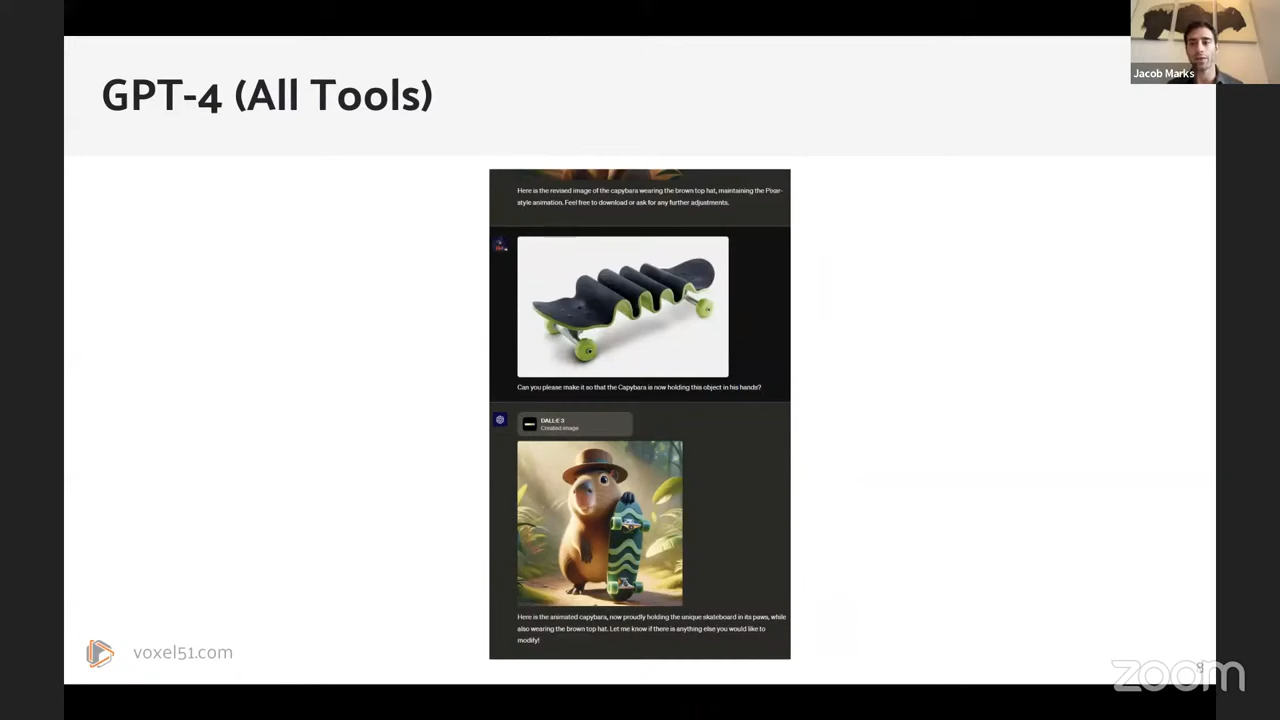 GPT-4 (All Tools)
Jacob Marks
Here is the revised image of the capybara wearing the brown top hat, maintaining the Pixar-
style animation. Feel free to download or ask for any further adjustments.
Can you please make it so that the Capybara is now holding this object in his hands?
DALL·E 3
Created image
Here is the animated capybara, now proudly holding the unique skateboard in its paws, while
also wearing the brown top hat. Let me know if there is anything else you would like to
modify!
voxel51.com
zoom